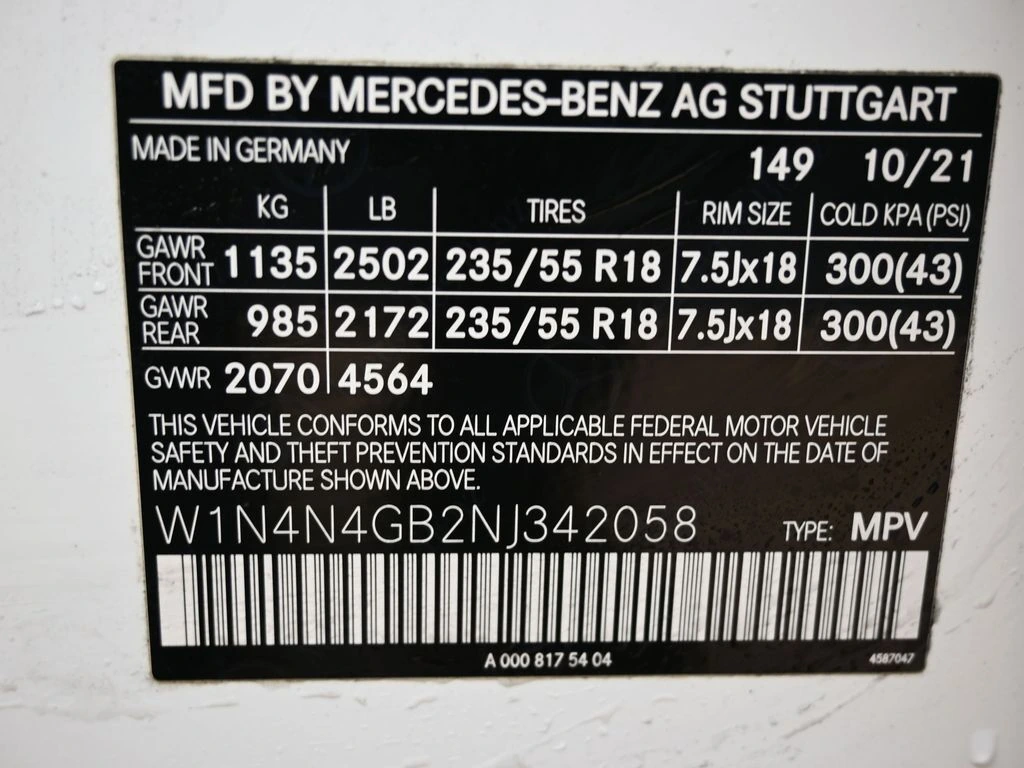 MFD BY MERCEDES-BENZ AG STUTTGART
MADE IN GERMANY 149 10/21
KG LB TIRES RIM SIZE COLD KPA (PSI)
GAWR FRONT 1135 2502 235/55 R18 7.5Jx18 300(43)
GAWR REAR 985 2172 235/55 R18 7.5Jx18 300(43)
GVWR 2070 4564
THIS VEHICLE CONFORMS TO ALL APPLICABLE FEDERAL MOTOR VEHICLE
SAFETY AND THEFT PREVENTION STANDARDS IN EFFECT ON THE DATE OF
MANUFACTURE SHOWN ABOVE.
W1N4N4GB2NJ342058 TYPE: MPV
A 000 817 54 04 4587047